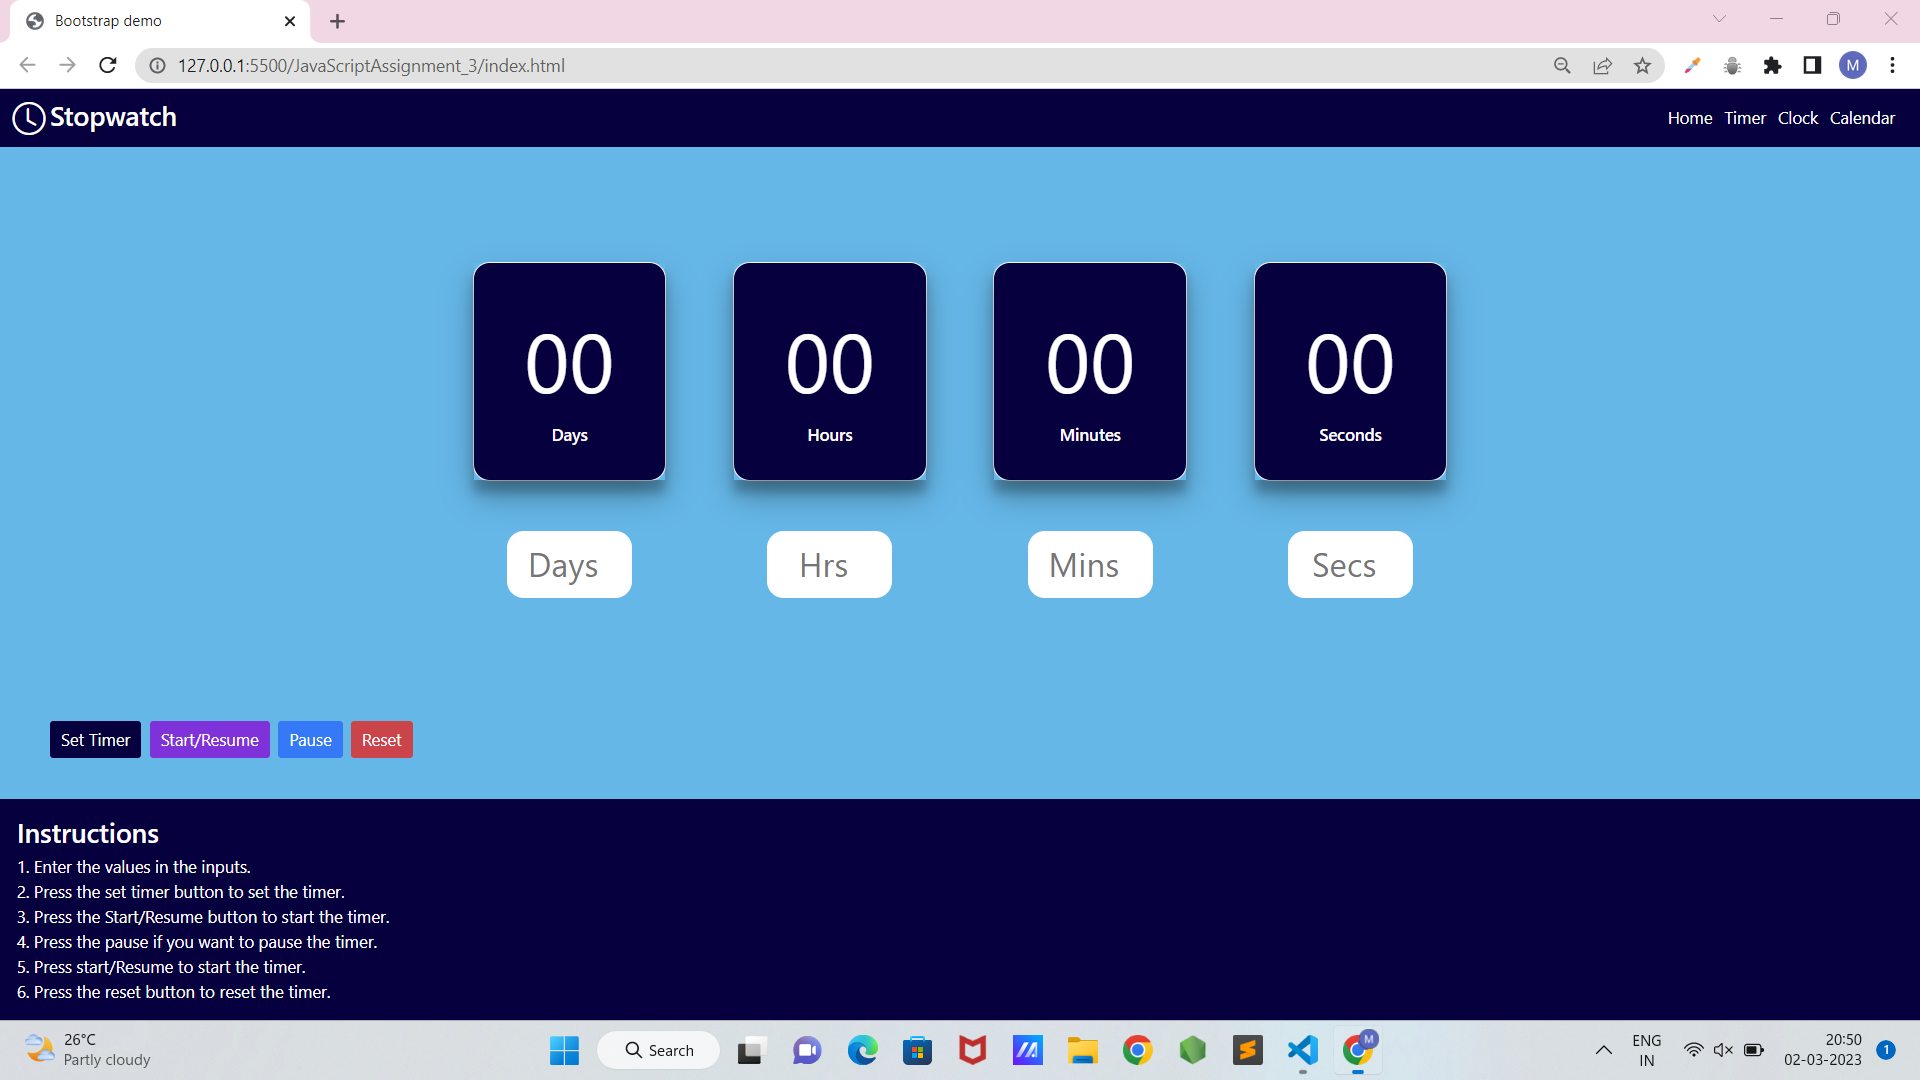 Bootstrap demo
127.0.0.1:5500/JavaScriptAssignment_3/index.html
M
Stopwatch
Home Timer Clock Calendar
00 00 00 00
Days Hours Minutes Seconds
Days Hrs Mins Secs
Set Timer Start/Resume Pause Reset
Instructions
1. Enter the values in the inputs.
2. Press the set timer button to set the timer.
3. Press the Start/Resume button to start the timer.
4. Press the pause if you want to pause the timer.
5. Press start/Resume to start the timer.
6. Press the reset button to reset the timer.
26°C
Partly cloudy
Search
M
ENG
IN
20:50
02-03-2023
1